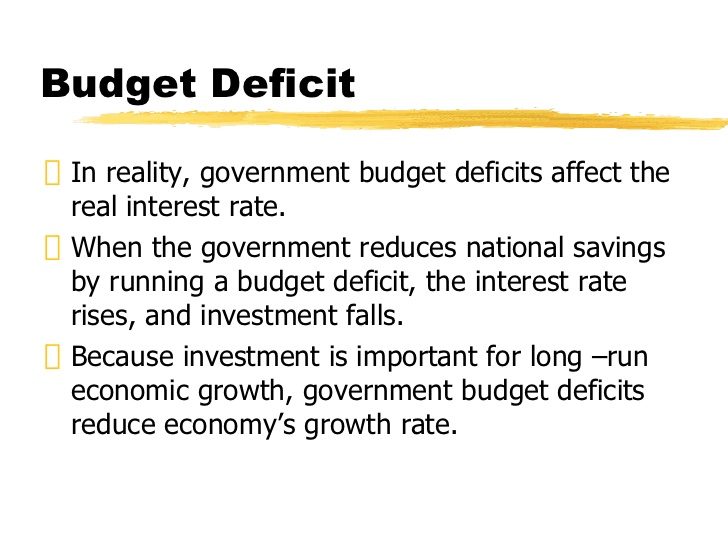 Budget Deficit
In reality, government budget deficits affect the
real interest rate.
When the government reduces national savings
by running a budget deficit, the interest rate
rises, and investment falls.
Because investment is important for long –run
economic growth, government budget deficits
reduce economy’s growth rate.